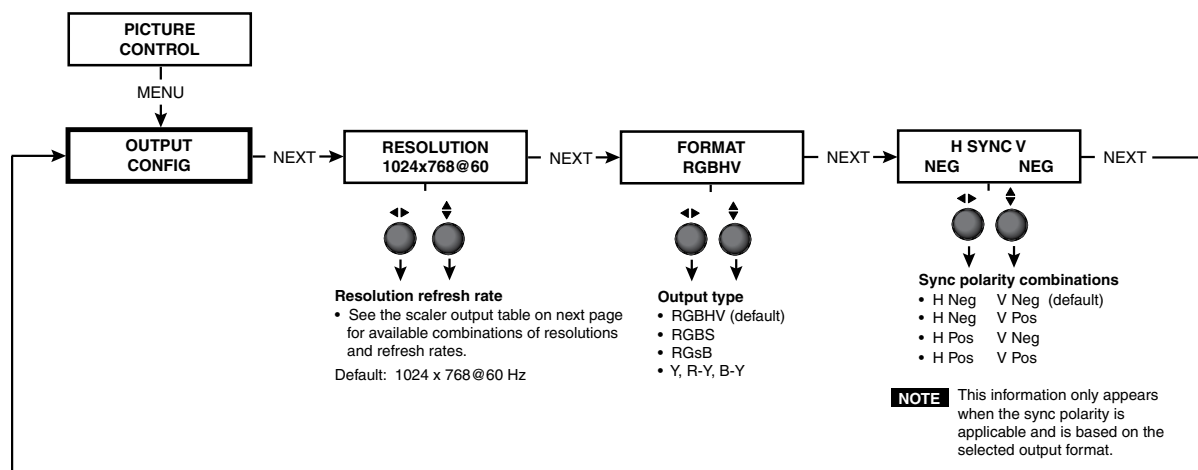 PICTURE
CONTROL
MENU
OUTPUT
CONFIG
NEXT
RESOLUTION
1024x768@60
NEXT
FORMAT
RGBHV
NEXT
H SYNC V
NEG NEG
NEXT
Resolution refresh rate
• See the scaler output table on next page
for available combinations of resolutions
and refresh rates.
Default: 1024 x 768@60 Hz
Output type
• RGBHV (default)
• RGBS
• RGsB
• Y, R-Y, B-Y
Sync polarity combinations
• H Neg V Neg (default)
• H Neg V Pos
• H Pos V Neg
• H Pos V Pos
NOTE This information only appears
when the sync polarity is
applicable and is based on the
selected output format.